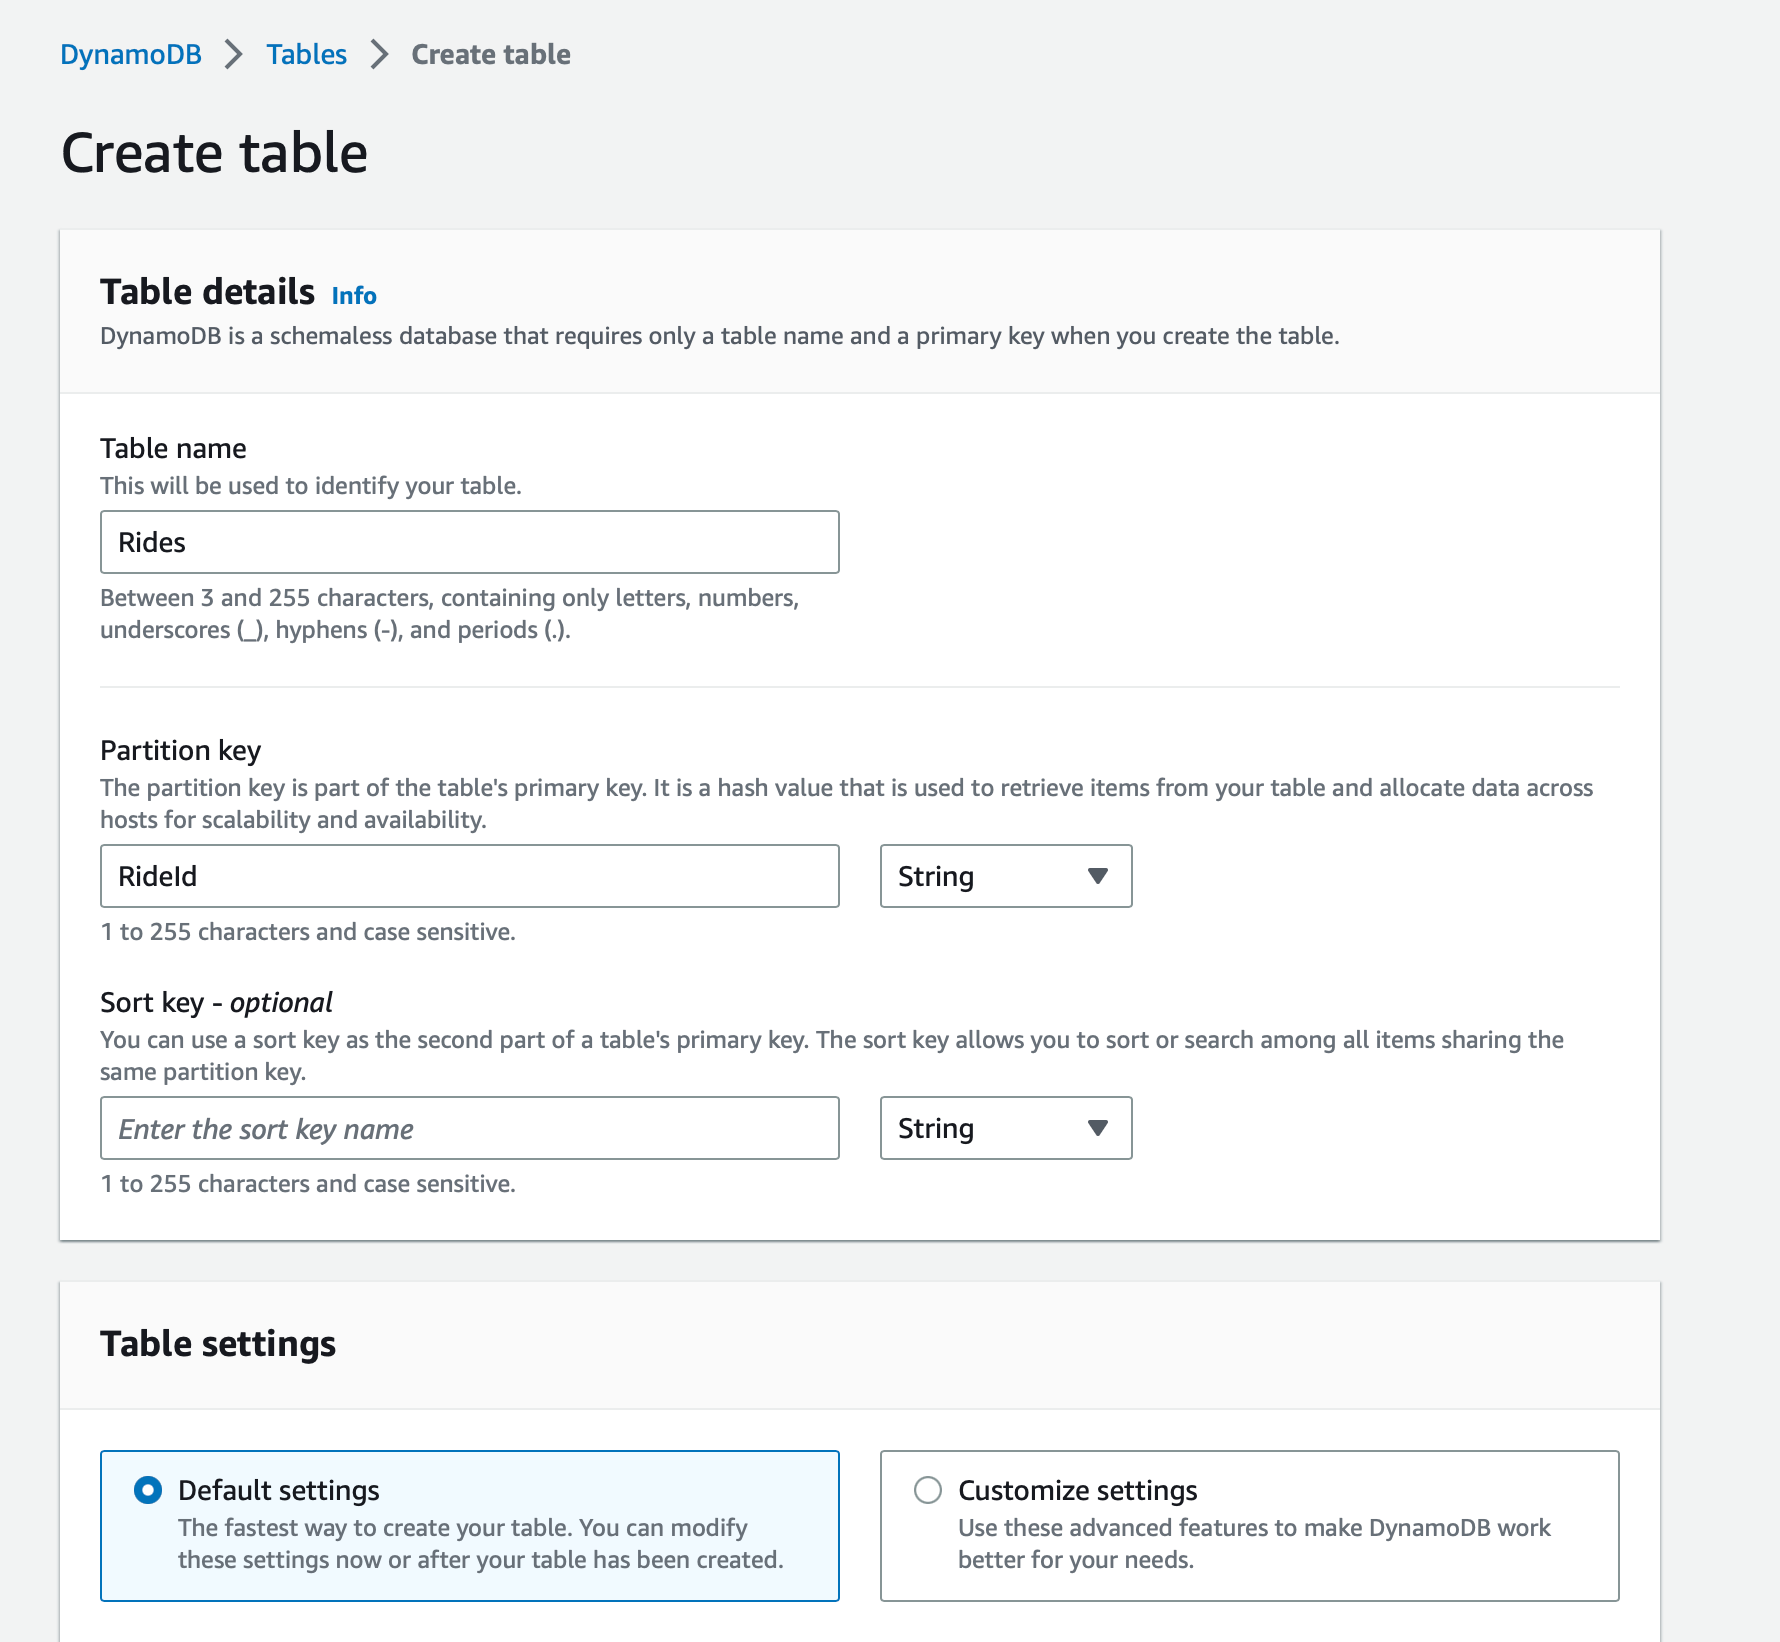 DynamoDB > Tables > Create table
Create table
Table details Info
DynamoDB is a schemaless database that requires only a table name and a primary key when you create the table.
Table name
This will be used to identify your table.
Rides
Between 3 and 255 characters, containing only letters, numbers,
underscores (_), hyphens (-), and periods (.).
Partition key
The partition key is part of the table's primary key. It is a hash value that is used to retrieve items from your table and allocate data across
hosts for scalability and availability.
RideId String
1 to 255 characters and case sensitive.
Sort key - optional
You can use a sort key as the second part of a table's primary key. The sort key allows you to sort or search among all items sharing the
same partition key.
Enter the sort key name String
1 to 255 characters and case sensitive.
Table settings
Default settings
The fastest way to create your table. You can modify
these settings now or after your table has been created.
Customize settings
Use these advanced features to make DynamoDB work
better for your needs.